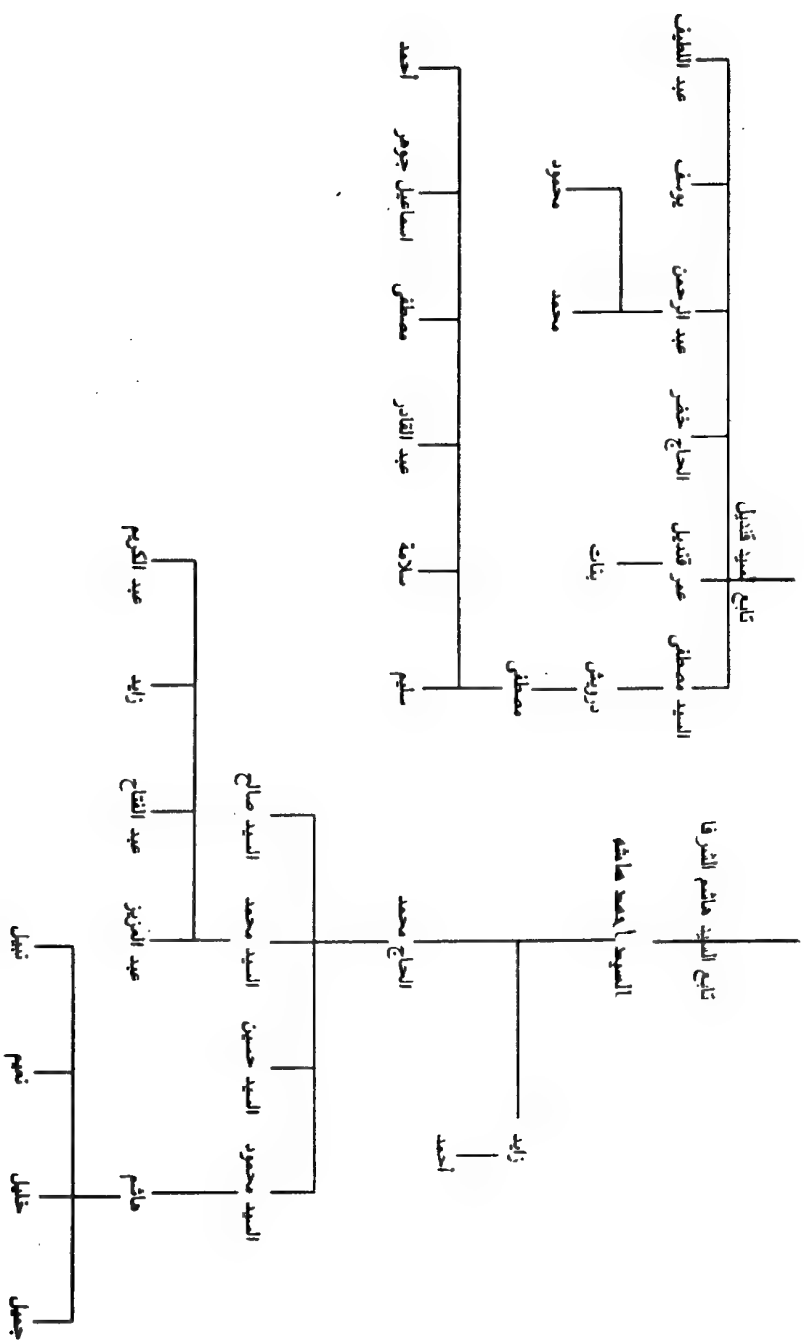 تابع السيد هاشم الشرفا
تابع السيد قنديل
السيد مصطفى عمر قنديل الحاج خضر عبد الرحمن يوسف عبد اللطيف
السيد أحمد هاشم
درويش بنات
محمد محمود
زايد مصطفى
أحمد
الحاج محمد سليم سلامة عبد القادر مصطفى اسماعيل جوهر أحمد
السيد محمود السيد حسين السيد محمد السيد صالح
هاشم عبد العزيز عبد الفتاح زايد عبد الكريم
جميل خليل نعيم نبيل